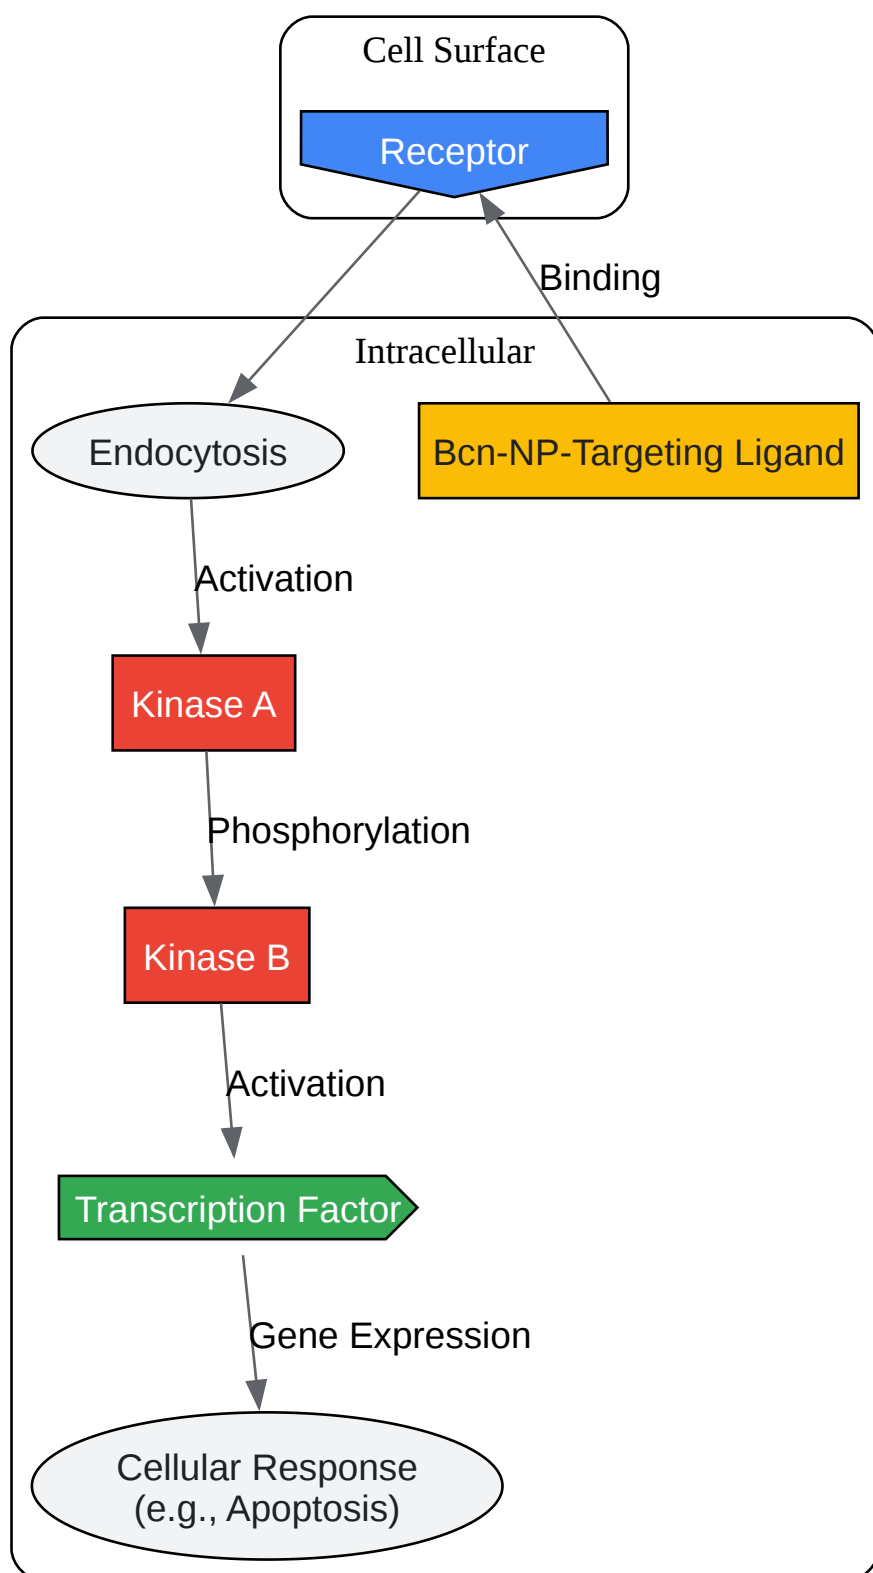 Cell Surface
Receptor
Binding
Intracellular
Endocytosis
Bcn-NP-Targeting Ligand
Activation
Kinase A
Phosphorylation
Kinase B
Activation
Transcription Factor
Gene Expression
Cellular Response
(e.g., Apoptosis)